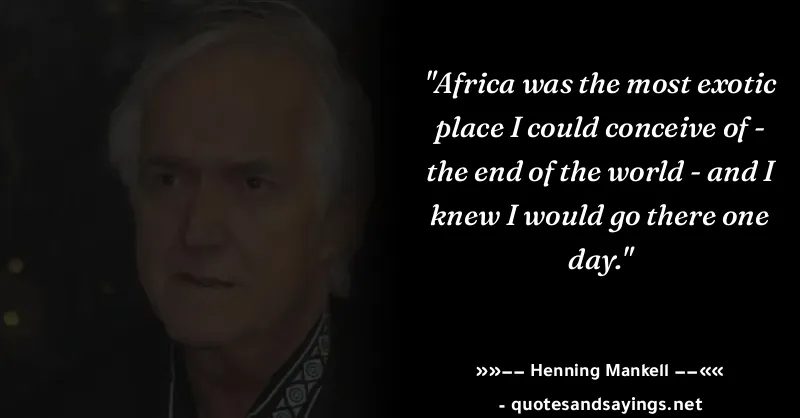 "Africa was the most exotic
place I could conceive of -
the end of the world - and I
knew I would go there one
day."
»»−− Henning Mankell −−««
- quotesandsayings.net